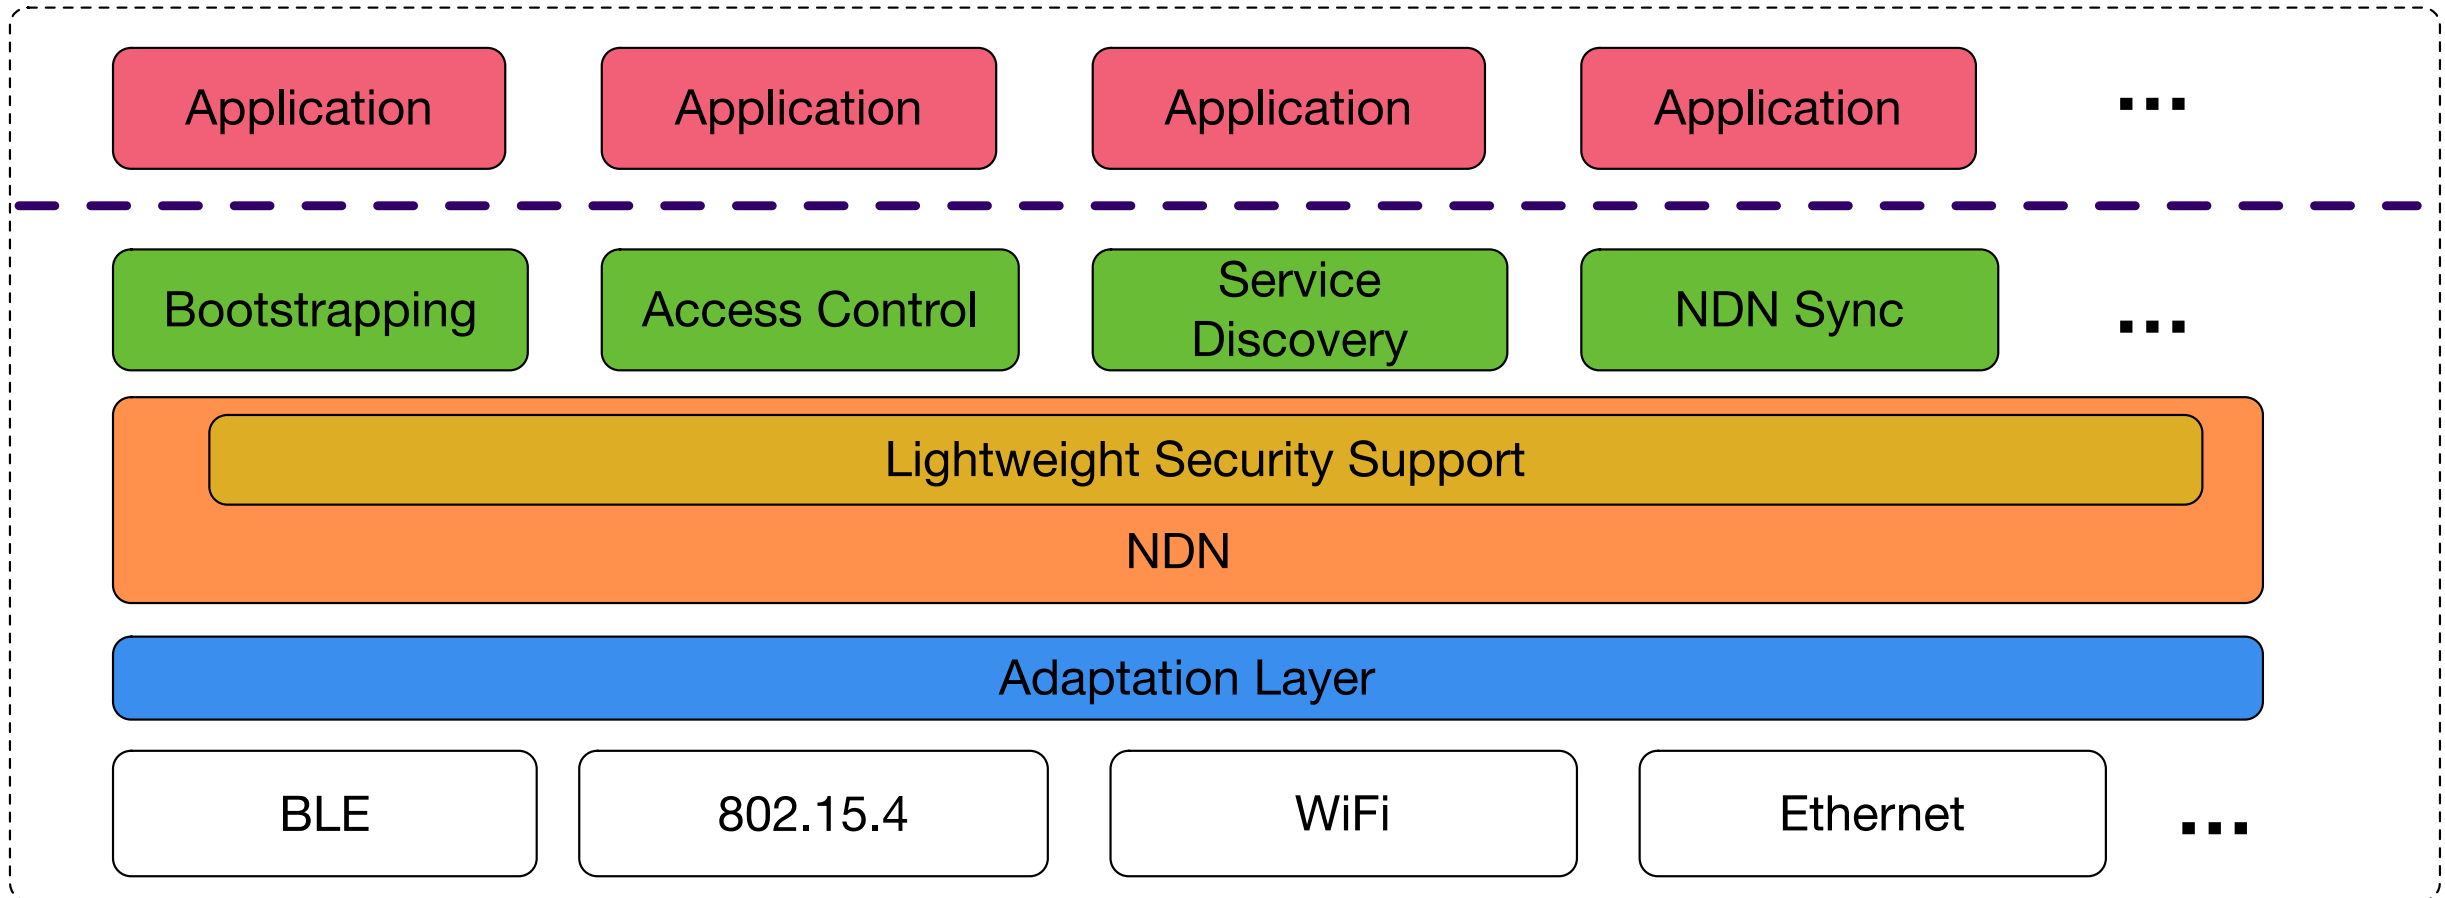 Application
Application
Application
Application
...
Bootstrapping
Access Control
Service
Discovery
NDN Sync
...
Lightweight Security Support
NDN
Adaptation Layer
BLE
802.15.4
WiFi
Ethernet
...